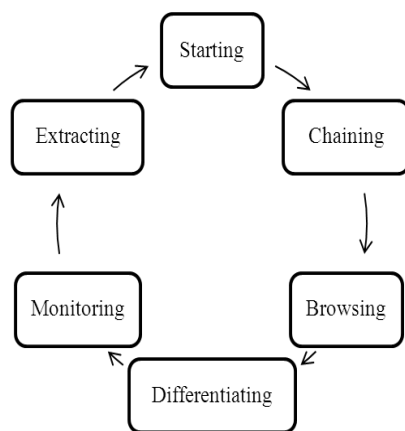 Starting
Chaining
Browsing
Differentiating
Monitoring
Extracting